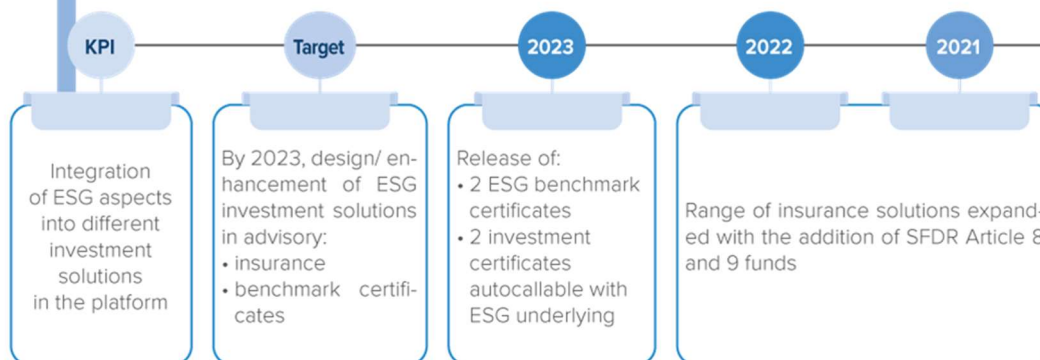 KPI
Target
2023
2022
2021
Integration
of ESG aspects
into different
investment
solutions
in the platform
By 2023, design/ en-
hancement of ESG
investment solutions
in advisory:
• insurance
• benchmark certifi-
cates
Release of:
• 2 ESG benchmark
certificates
• 2 investment
certificates
autocallable with
ESG underlying
Range of insurance solutions expand-
ed with the addition of SFDR Article 8
and 9 funds